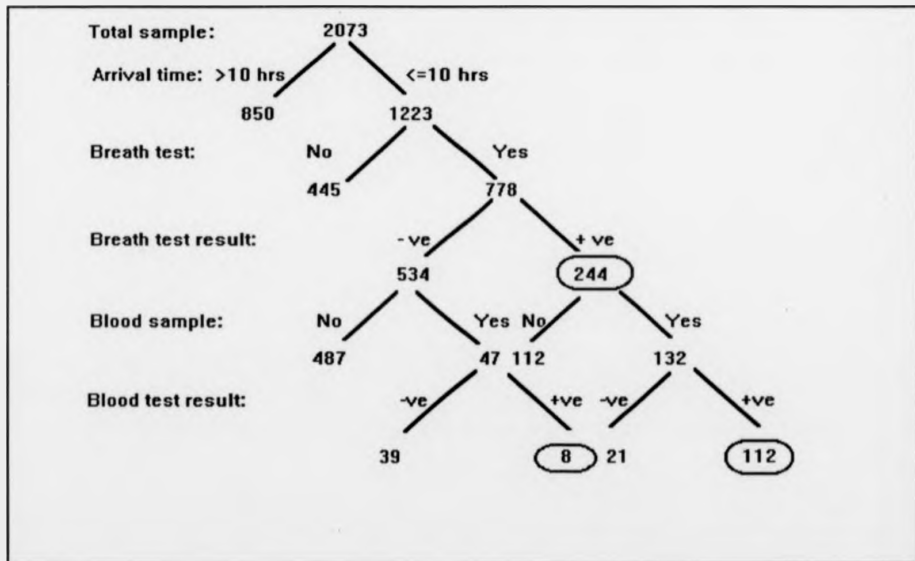 Total sample: 2073
Arrival time: >10 hrs <=10 hrs
850 1223
Breath test: No Yes
445 778
Breath test result: - ve + ve
534 244
Blood sample: No Yes No Yes
487 47 112 132
Blood test result: -ve +ve -ve +ve
39 8 21 112